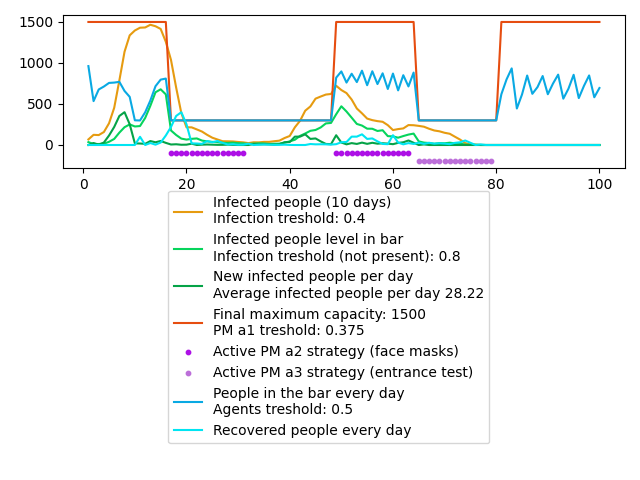 1500
1000
500
0
0 20 40 60 80 100
Infected people (10 days)
Infection treshold: 0.4
Infected people level in bar
Infection treshold (not present): 0.8
New infected people per day
Average infected people per day 28.22
Final maximum capacity: 1500
PM a1 treshold: 0.375
Active PM a2 strategy (face masks)
Active PM a3 strategy (entrance test)
People in the bar every day
Agents treshold: 0.5
Recovered people every day